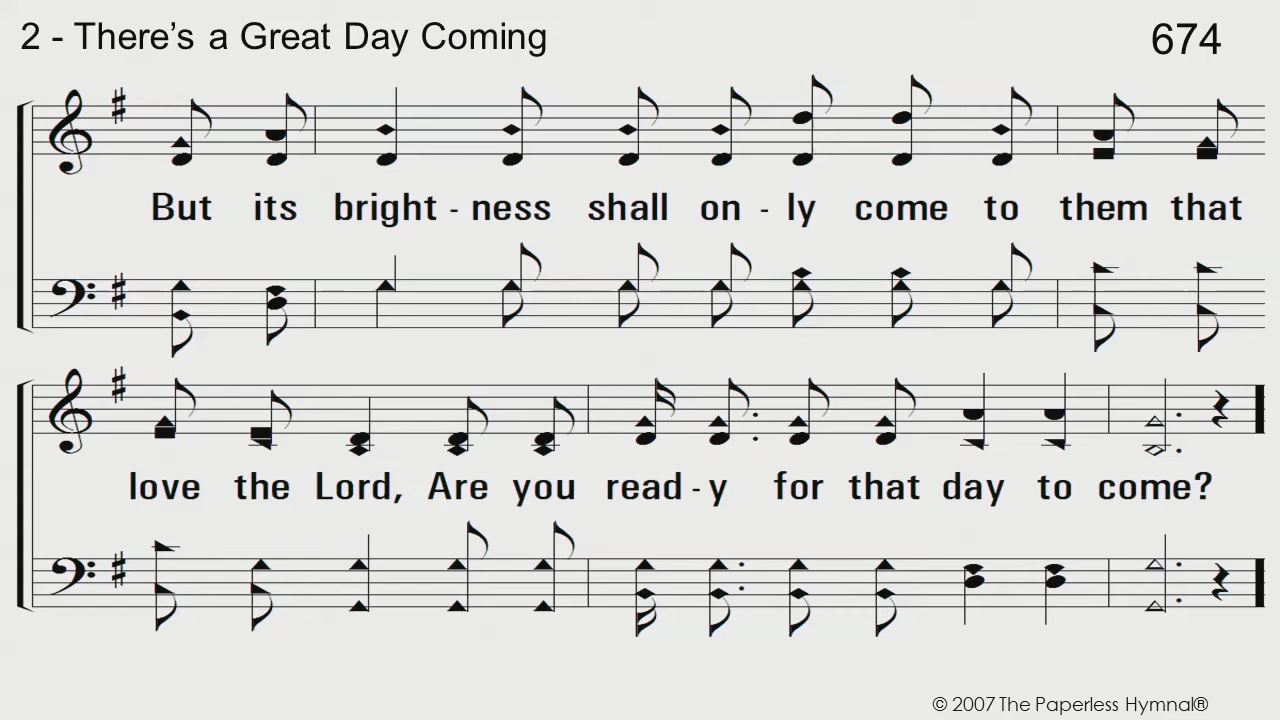 2 - There’s a Great Day Coming
674
But its bright - ness shall on - ly come to them that
love the Lord, Are you read - y for that day to come?
© 2007 The Paperless Hymnal®